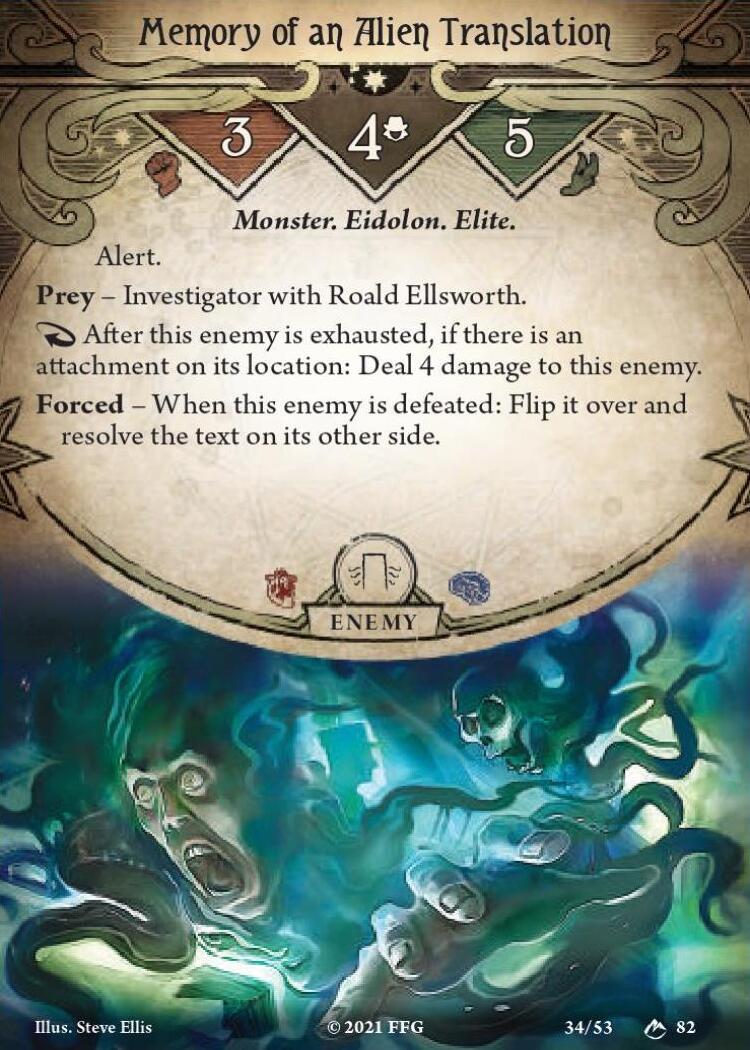 Memory of an Alien Translation
3 4 5
Monster. Eidolon. Elite.
Alert.
Prey – Investigator with Roald Ellsworth.
After this enemy is exhausted, if there is an
attachment on its location: Deal 4 damage to this enemy.
Forced – When this enemy is defeated: Flip it over and
resolve the text on its other side.
ENEMY
Illus. Steve Ellis © 2021 FFG 34/53 82